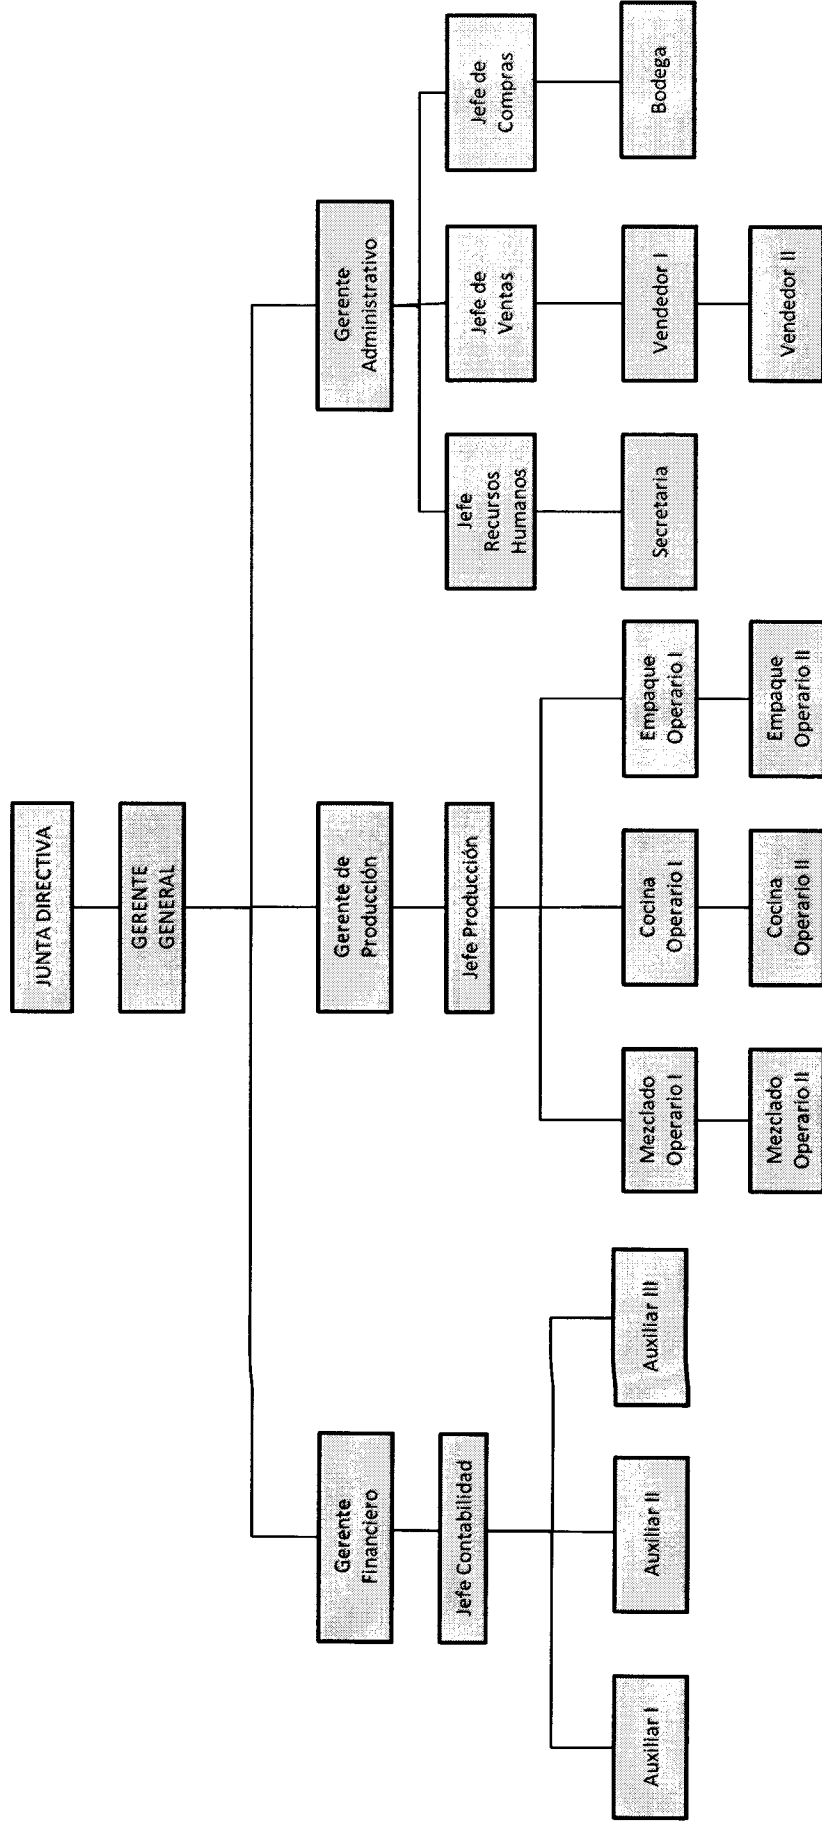 JUNTA DIRECTIVA
GERENTE
GENERAL
Gerente
Financiero
Gerente de
Producción
Gerente
Administrativo
Jefe Contabilidad
Jefe Producción
Jefe
Recursos
Humanos
Jefe de
Ventas
Jefe de
Compras
Auxiliar I
Auxiliar II
Auxiliar III
Mezclado
Operario I
Cocina
Operario I
Empaque
Operario I
Secretaria
Vendedor I
Bodega
Mezclado
Operario II
Cocina
Operario II
Empaque
Operario II
Vendedor II